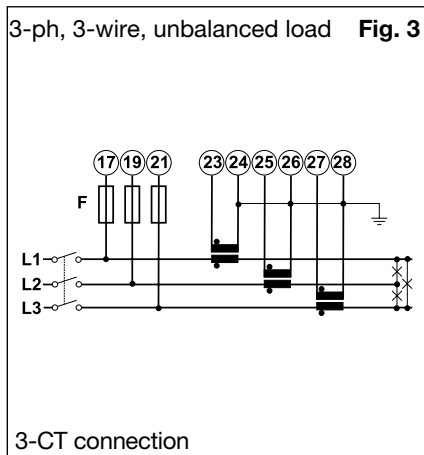 3-ph, 3-wire, unbalanced load Fig. 3
17 19 21 23 24 25 26 27 28
F
L1
L2
L3
3-CT connection